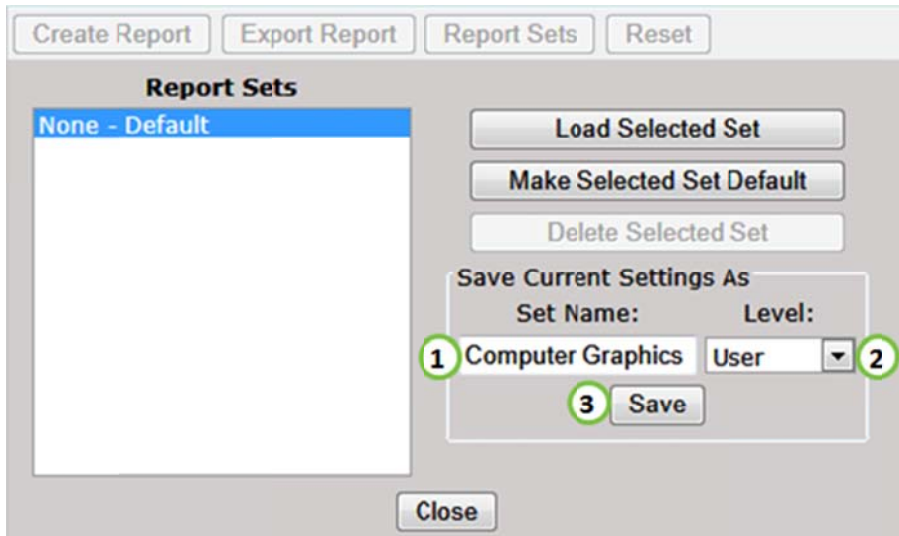 Create Report Export Report Report Sets Reset
Report Sets
None - Default
Load Selected Set
Make Selected Set Default
Delete Selected Set
Save Current Settings As
Set Name: Level:
1 Computer Graphics User 2
3 Save
Close